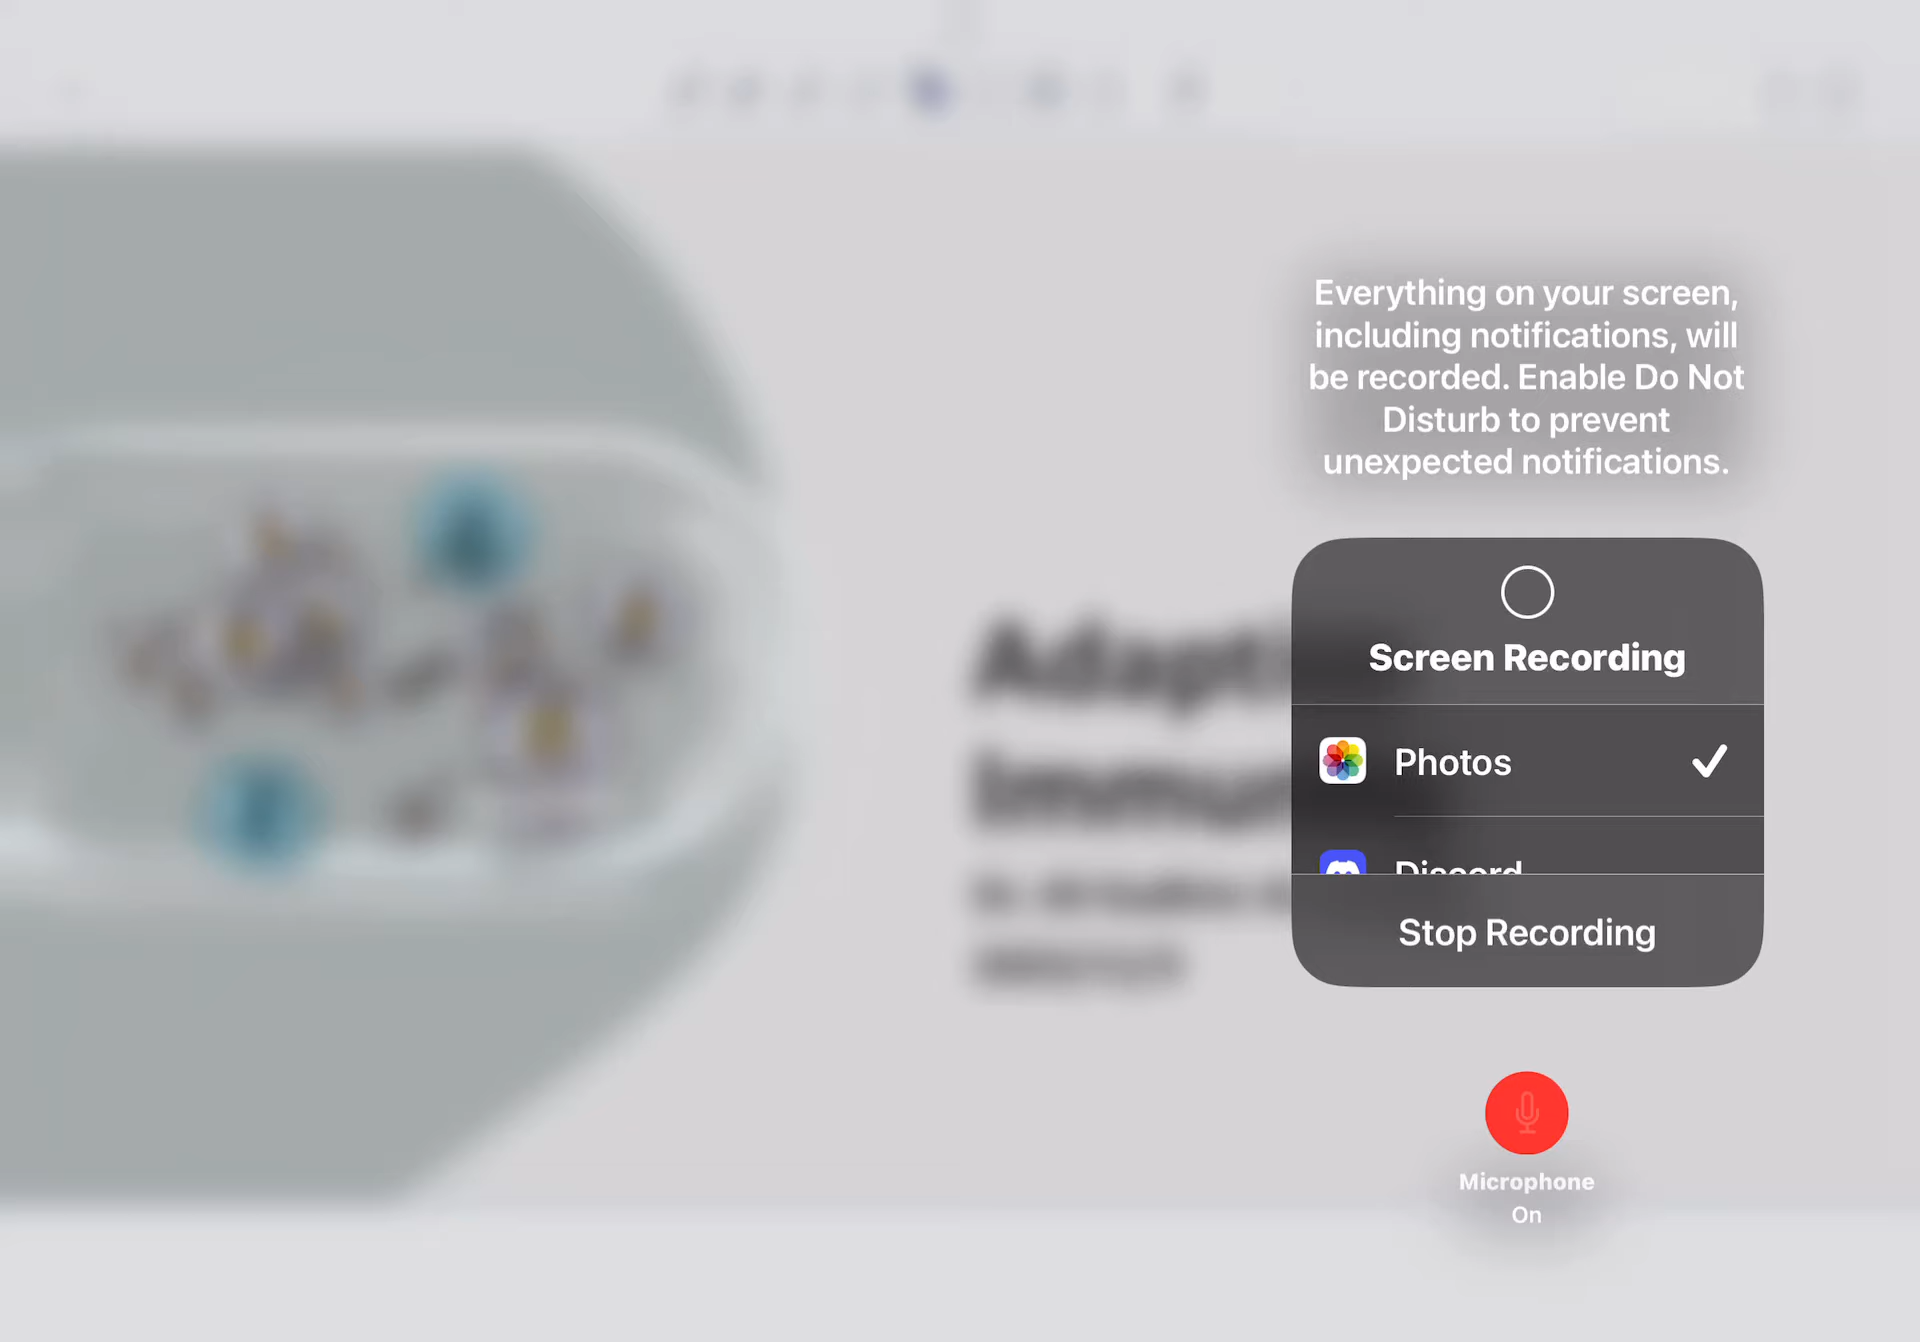 Everything on your screen,
including notifications, will
be recorded. Enable Do Not
Disturb to prevent
unexpected notifications.
Screen Recording
Photos
Discord
Stop Recording
Microphone
On